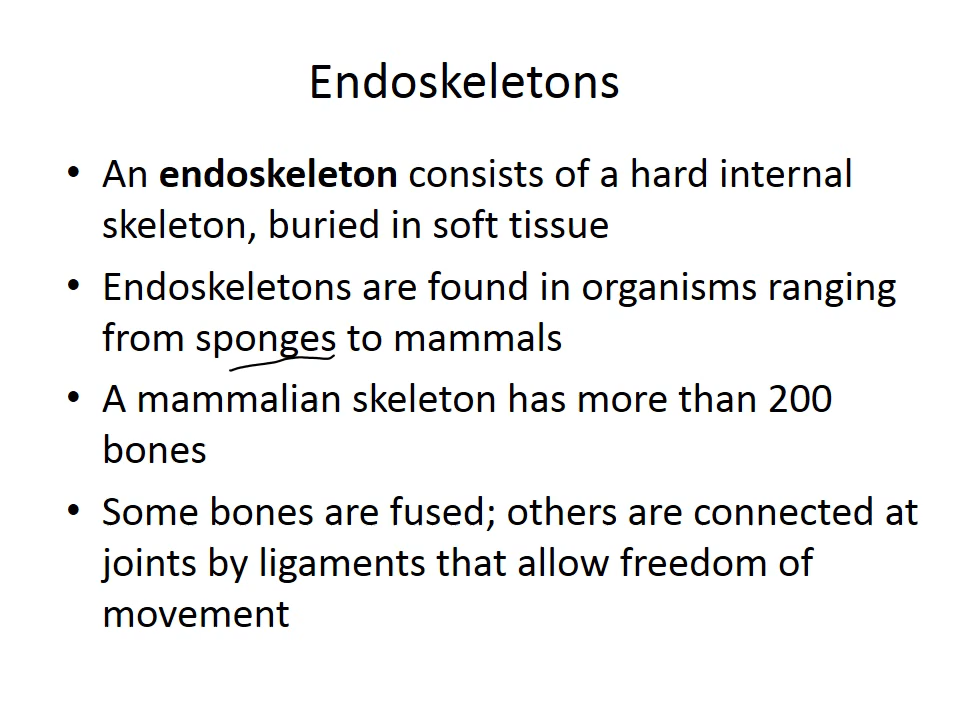 Endoskeletons
• An endoskeleton consists of a hard internal
skeleton, buried in soft tissue
• Endoskeletons are found in organisms ranging
from sponges to mammals
• A mammalian skeleton has more than 200
bones
• Some bones are fused; others are connected at
joints by ligaments that allow freedom of
movement